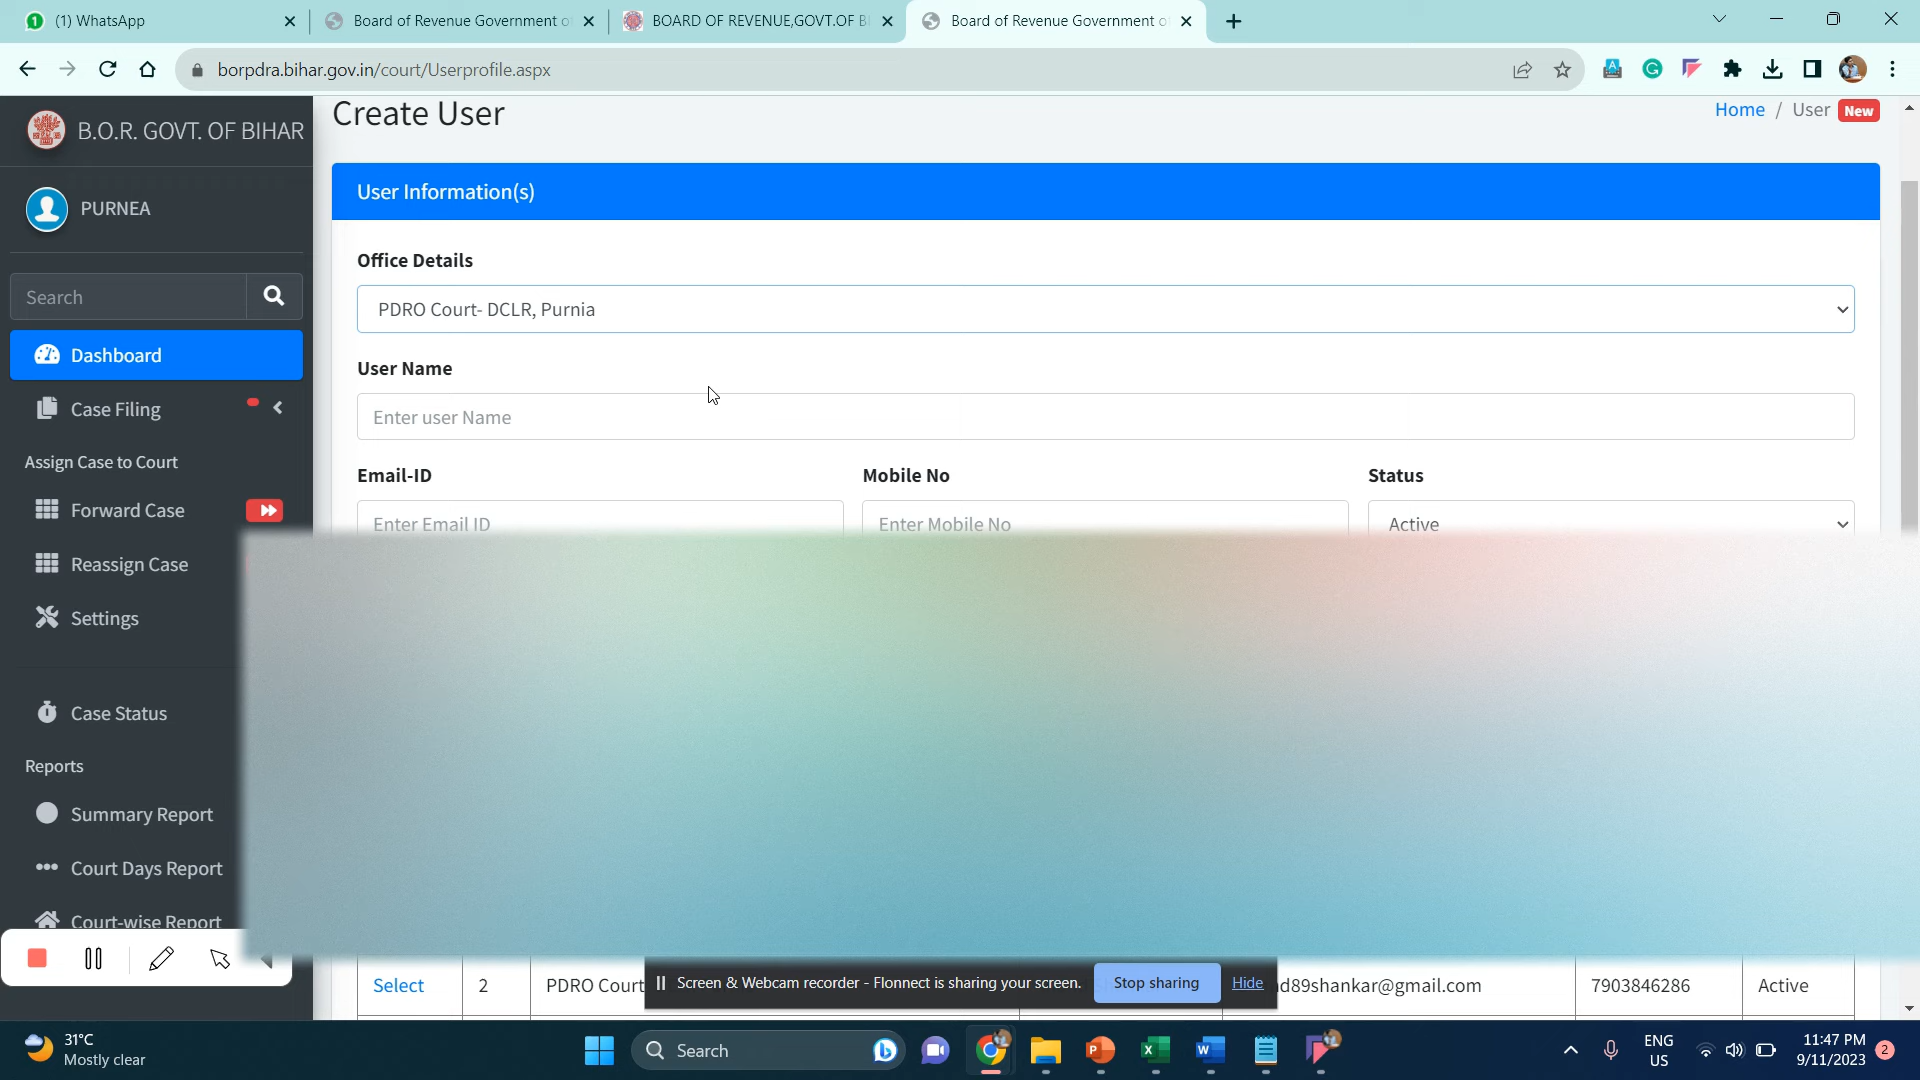 (1) WhatsApp
Board of Revenue Government o
BOARD OF REVENUE,GOVT.OF B
Board of Revenue Government o
borpdra.bihar.gov.in/court/Userprofile.aspx
B.O.R. GOVT. OF BIHAR
PURNEA
Search
Dashboard
Case Filing
Assign Case to Court
Forward Case
Reassign Case
Settings
Case Status
Reports
Summary Report
Court Days Report
Court-wise Report
Create User
Home / User New
User Information(s)
Office Details
PDRO Court- DCLR, Purnia
User Name
Enter user Name
Email-ID Mobile No Status
Enter Email ID Enter Mobile No Active
Select 2 PDRO Court d89shankar@gmail.com 7903846286 Active
Screen & Webcam recorder - Flonnect is sharing your screen. Stop sharing Hide
31°C
Mostly clear
Search
ENG
US
11:47 PM
9/11/2023
2